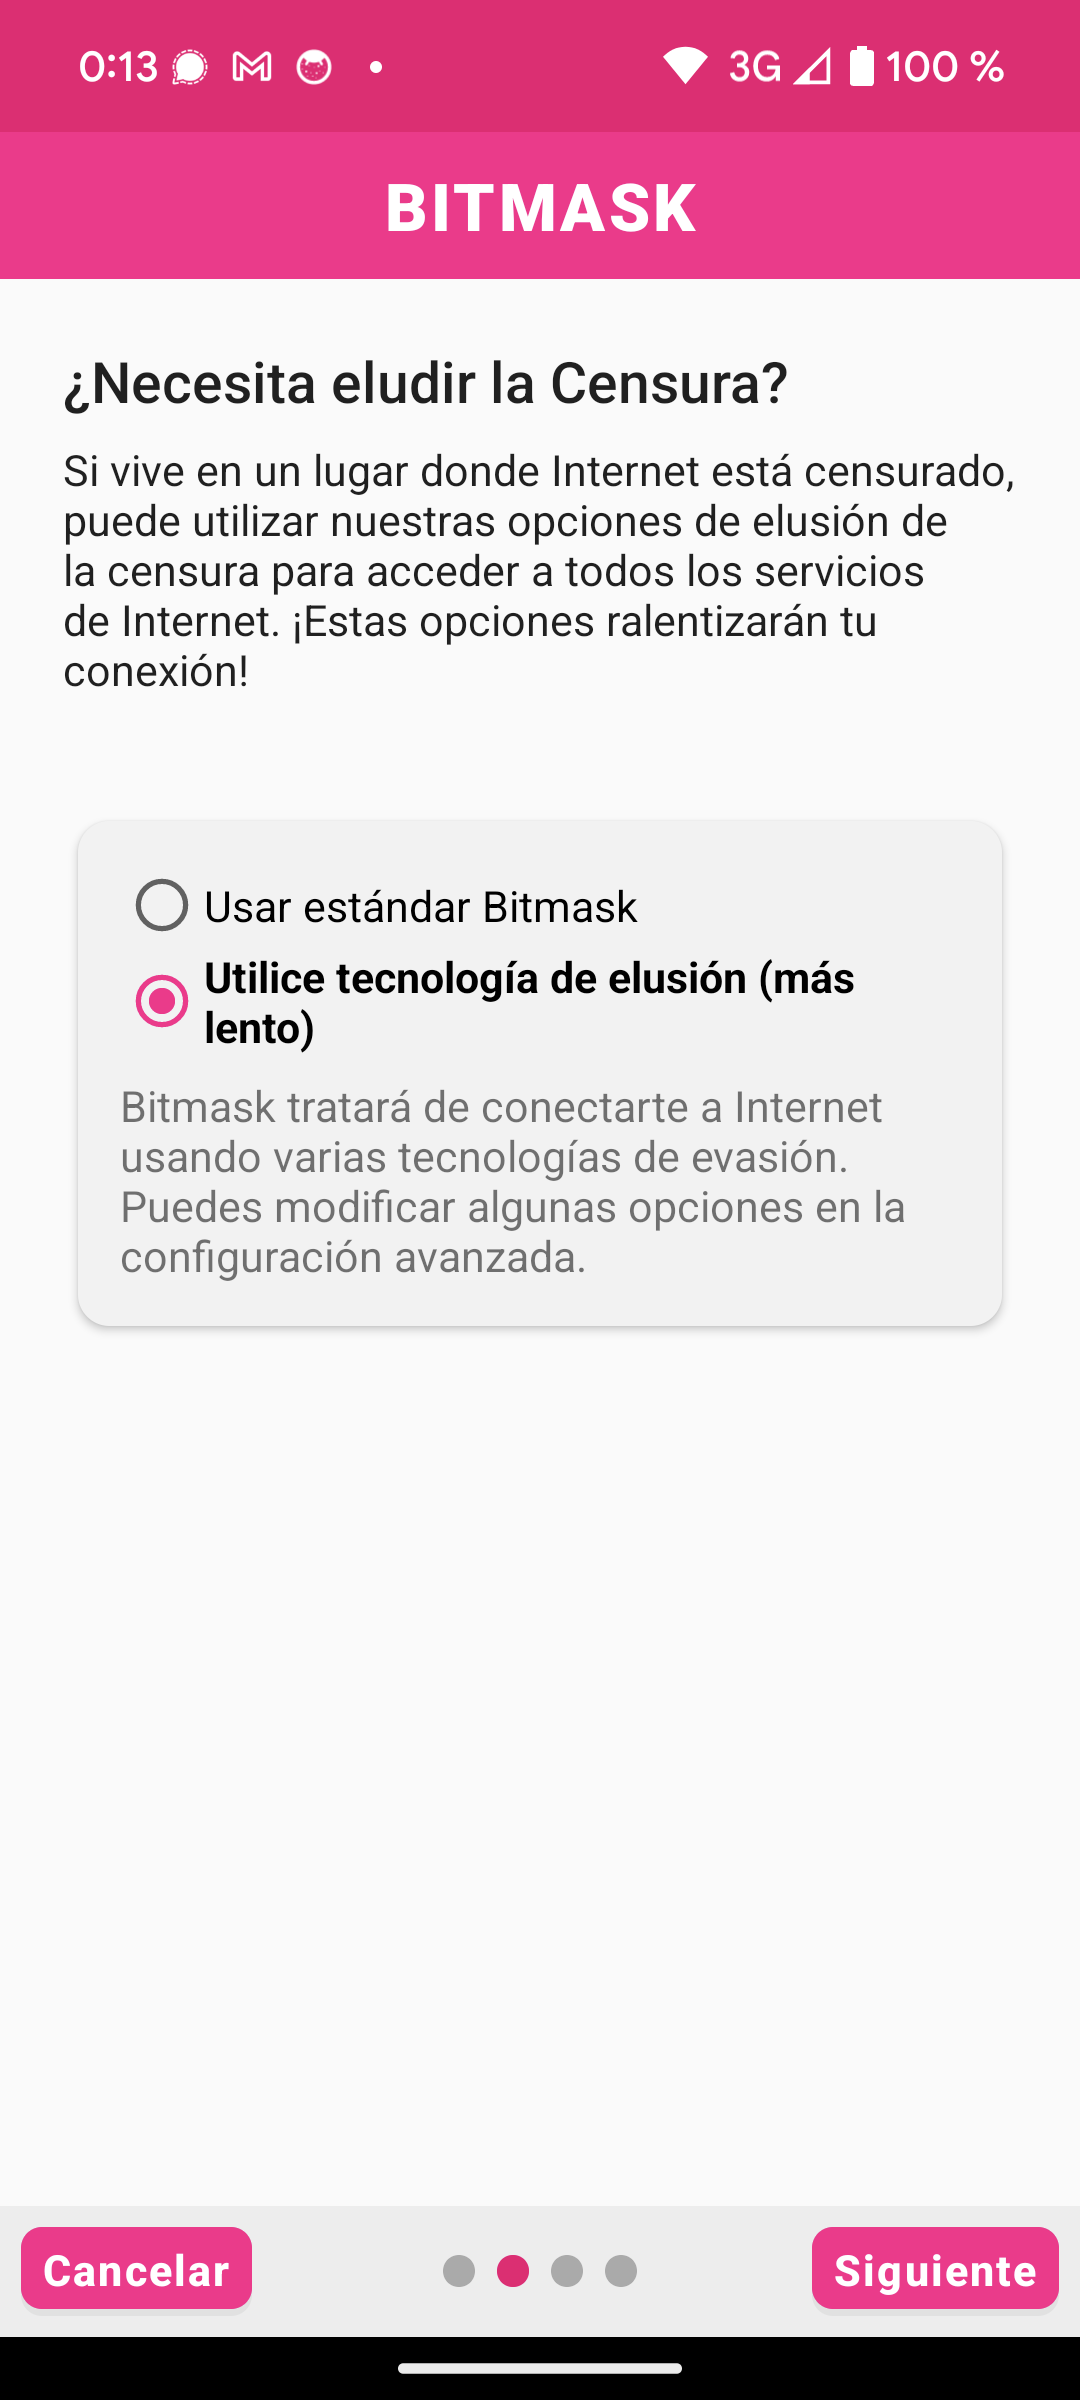 0:13
3G
100 %
BITMASK
¿Necesita eludir la Censura?
Si vive en un lugar donde Internet está censurado,
puede utilizar nuestras opciones de elusión de
la censura para acceder a todos los servicios
de Internet. ¡Estas opciones ralentizarán tu
conexión!
Usar estándar Bitmask
Utilice tecnología de elusión (más
lento)
Bitmask tratará de conectarte a Internet
usando varias tecnologías de evasión.
Puedes modificar algunas opciones en la
configuración avanzada.
Cancelar
Siguiente